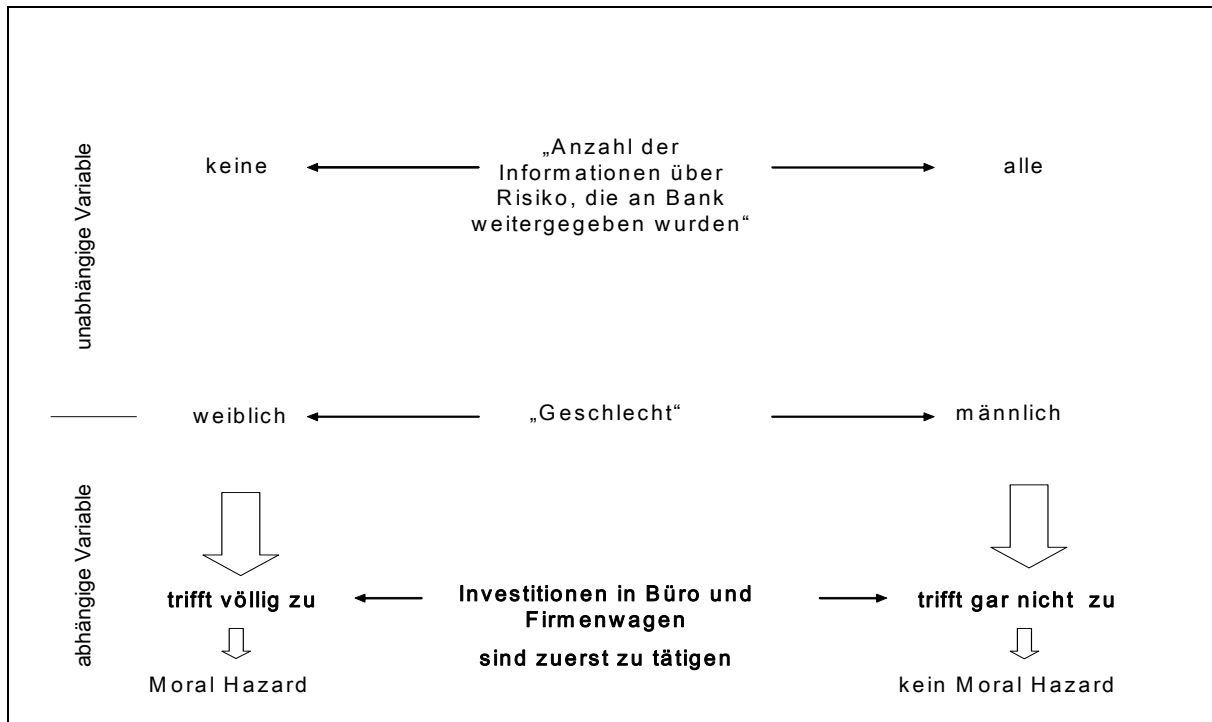 unabhängige Variable
keine
„Anzahl der
Informationen über
Risiko, die an Bank
weitergegeben wurden“
alle
weiblich
„Geschlecht“
männlich
abhängige Variable
trifft völlig zu
Investitionen in Büro und
Firmenwagen
sind zuerst zu tätigen
trifft gar nicht zu
Moral Hazard
kein Moral Hazard